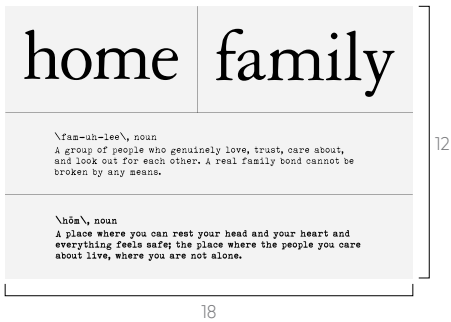 home family
\fam-uh-lee\, noun
A group of people who genuinely love, trust, care about,
and look out for each other. A real family bond cannot be
broken by any means.
\hōm\, noun
A place where you can rest your head and your heart and
everything feels safe; the place where the people you care
about live, where you are not alone.
12
18